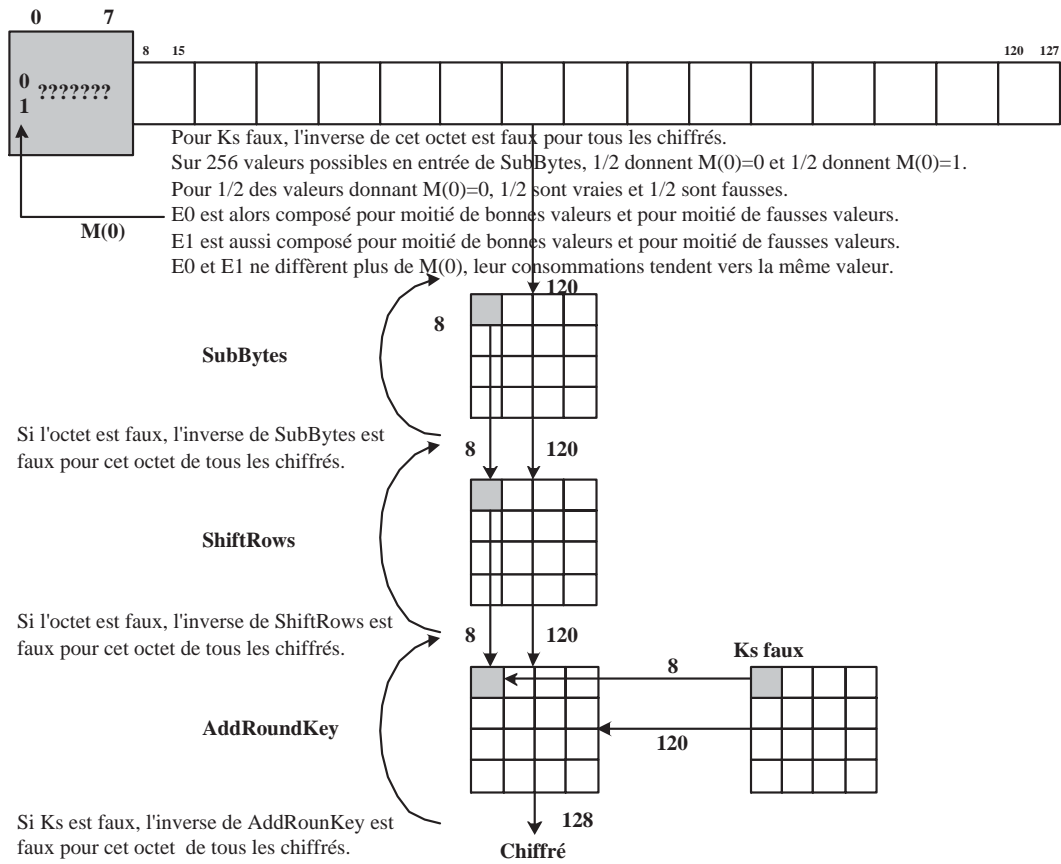 0 7
8 15 120 127
0
1
???????
Pour Ks faux, l'inverse de cet octet est faux pour tous les chiffrés.
Sur 256 valeurs possibles en entrée de SubBytes, 1/2 donnent M(0)=0 et 1/2 donnent M(0)=1.
Pour 1/2 des valeurs donnant M(0)=0, 1/2 sont vraies et 1/2 sont fausses.
E0 est alors composé pour moitié de bonnes valeurs et pour moitié de fausses valeurs.
M(0)
E1 est aussi composé pour moitié de bonnes valeurs et pour moitié de fausses valeurs.
E0 et E1 ne diffèrent plus de M(0), leur consommations tendent vers la même valeur.
120
8
SubBytes
Si l'octet est faux, l'inverse de SubBytes est
faux pour cet octet de tous les chiffrés.
8 120
ShiftRows
Si l'octet est faux, l'inverse de ShiftRows est
faux pour cet octet de tous les chiffrés.
8 120
Ks faux
8
AddRoundKey
120
Si Ks est faux, l'inverse de AddRounKey est
faux pour cet octet de tous les chiffrés.
128
Chiffré